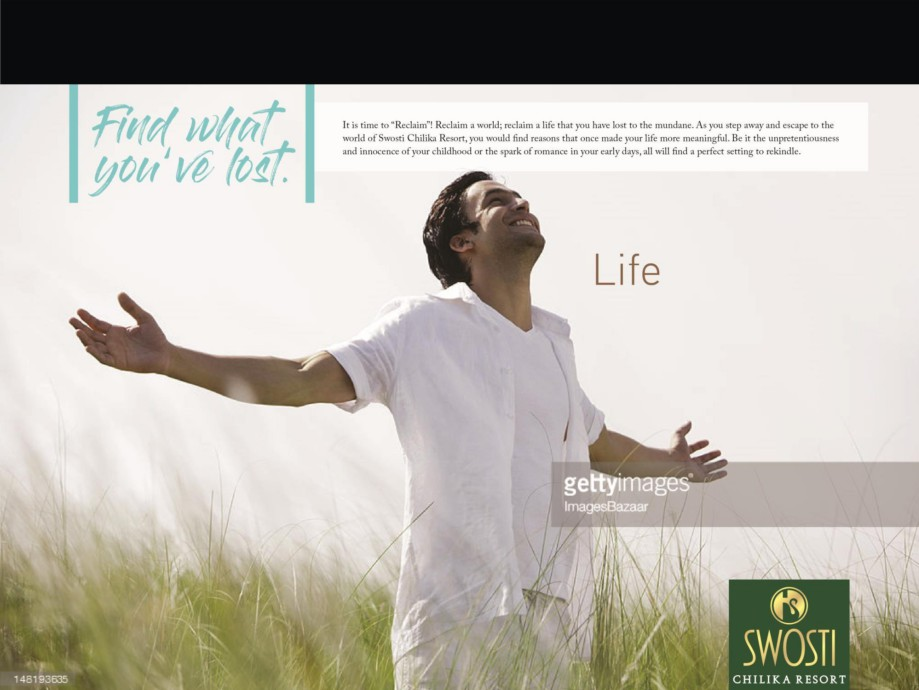 Find what
you've lost.
It is time to “Reclaim”! Reclaim a world; reclaim a life that you have lost to the mundane. As you step away and escape to the
world of Swosti Chilika Resort, you would find reasons that once made your life more meaningful. Be it the unpretentiousness
and innocence of your childhood or the spark of romance in your early days, all will find a perfect setting to rekindle.
Life
gettyimages
ImagesBazaar
SWOSTI
CHILIKA RESORT
148193635